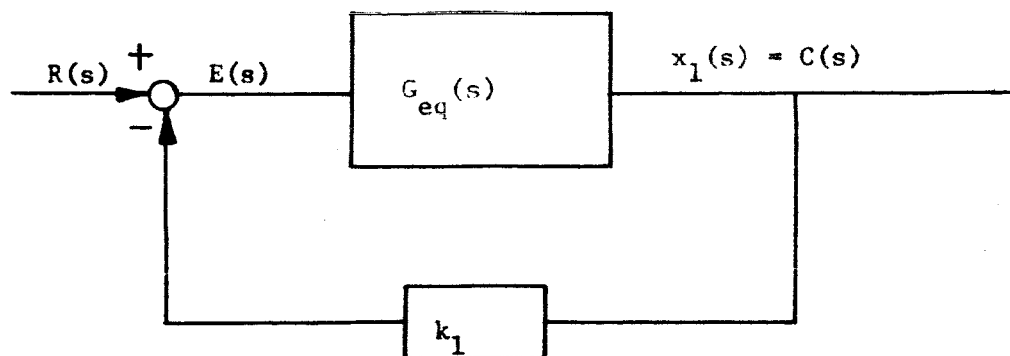 +
R(s)
E(s)
G_eq(s)
x_1(s) = C(s)
−
k_1